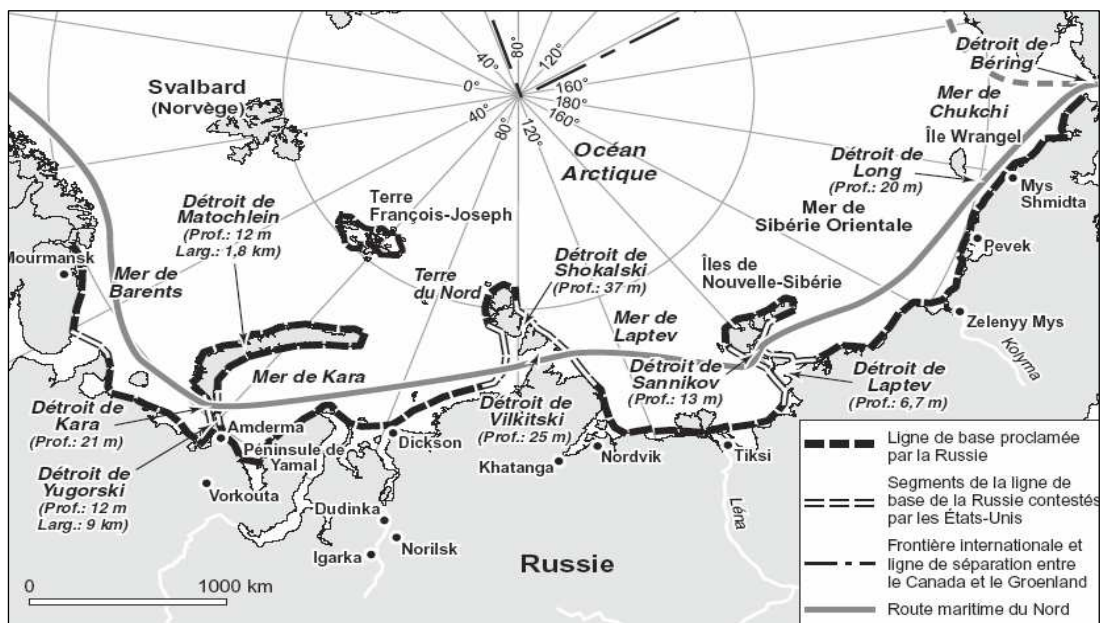 Détroit de
Béring
Mer de
Chukchi
Île Wrangel
Svalbard
(Norvège)
80°
40°
120°
0°
40°
80°
160°
180°
160°
120°
Océan
Arctique
Détroit de
Long
(Prof.: 20 m)
Mys
Shmidta
Mer de
Sibérie Orientale
Pevek
Détroit de
Matochlein
(Prof.: 12 m
Larg.: 1,8 km)
Terre
François-Joseph
Terre
du Nord
Détroit de
Shokalski
(Prof.: 37 m)
Îles de
Nouvelle-Sibérie
Mourmansk
Mer de
Barents
Mer de
Laptev
Zelenyy Mys
Kolyma
Mer de Kara
Détroit de
Sannikov
(Prof.: 13 m)
Détroit de
Laptev
(Prof.: 6,7 m)
Détroit de
Kara
(Prof.: 21 m)
Amderma
Péninsule de
Yamal
Dickson
Détroit de
Vilkitski
(Prof.: 25 m)
Khatanga
Nordvik
Tiksi
Détroit de
Yugorski
(Prof.: 12 m
Larg.: 9 km)
Vorkouta
Dudinka
Igarka
Norilsk
Léna
Russie
0
1000 km
Ligne de base proclamée
par la Russie
Segments de la ligne de
base de la Russie contestés
par les États-Unis
Frontière internationale et
ligne de séparation entre
le Canada et le Groenland
Route maritime du Nord